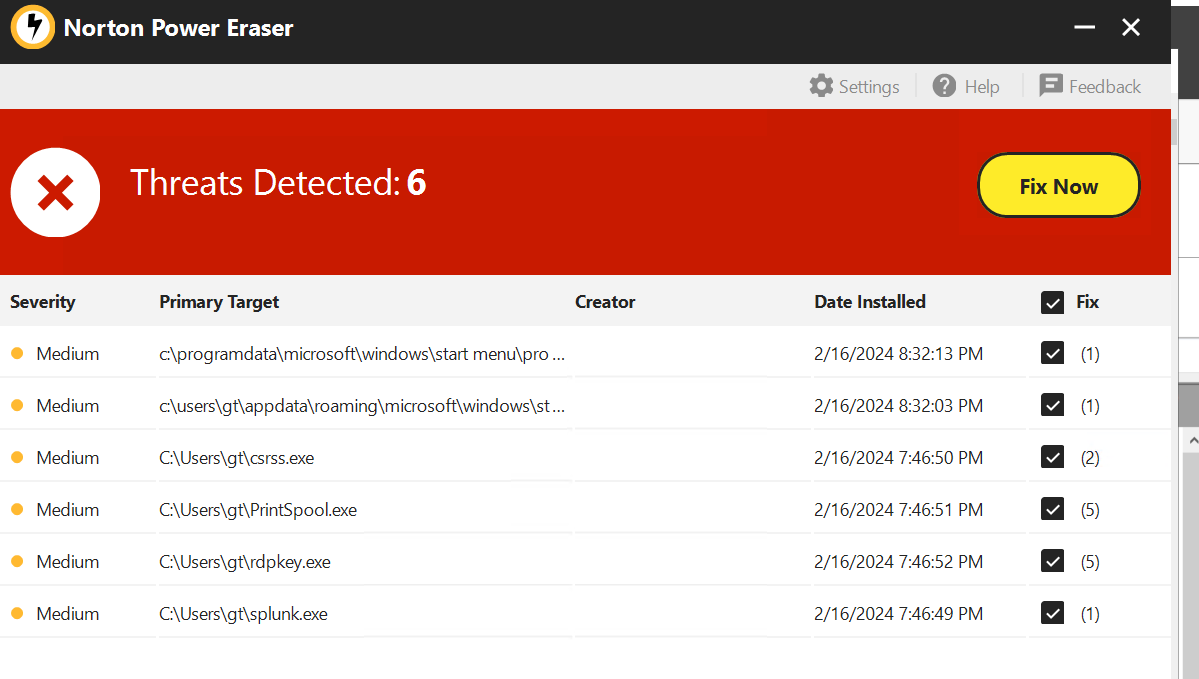 Norton Power Eraser
Settings Help Feedback
Threats Detected: 6
Fix Now
Severity Primary Target Creator Date Installed Fix
Medium c:\programdata\microsoft\windows\start menu\pro ... 2/16/2024 8:32:13 PM (1)
Medium c:\users\gt\appdata\roaming\microsoft\windows\st ... 2/16/2024 8:32:03 PM (1)
Medium C:\Users\gt\csrss.exe 2/16/2024 7:46:50 PM (2)
Medium C:\Users\gt\PrintSpool.exe 2/16/2024 7:46:51 PM (5)
Medium C:\Users\gt\rdpkey.exe 2/16/2024 7:46:52 PM (5)
Medium C:\Users\gt\splunk.exe 2/16/2024 7:46:49 PM (1)